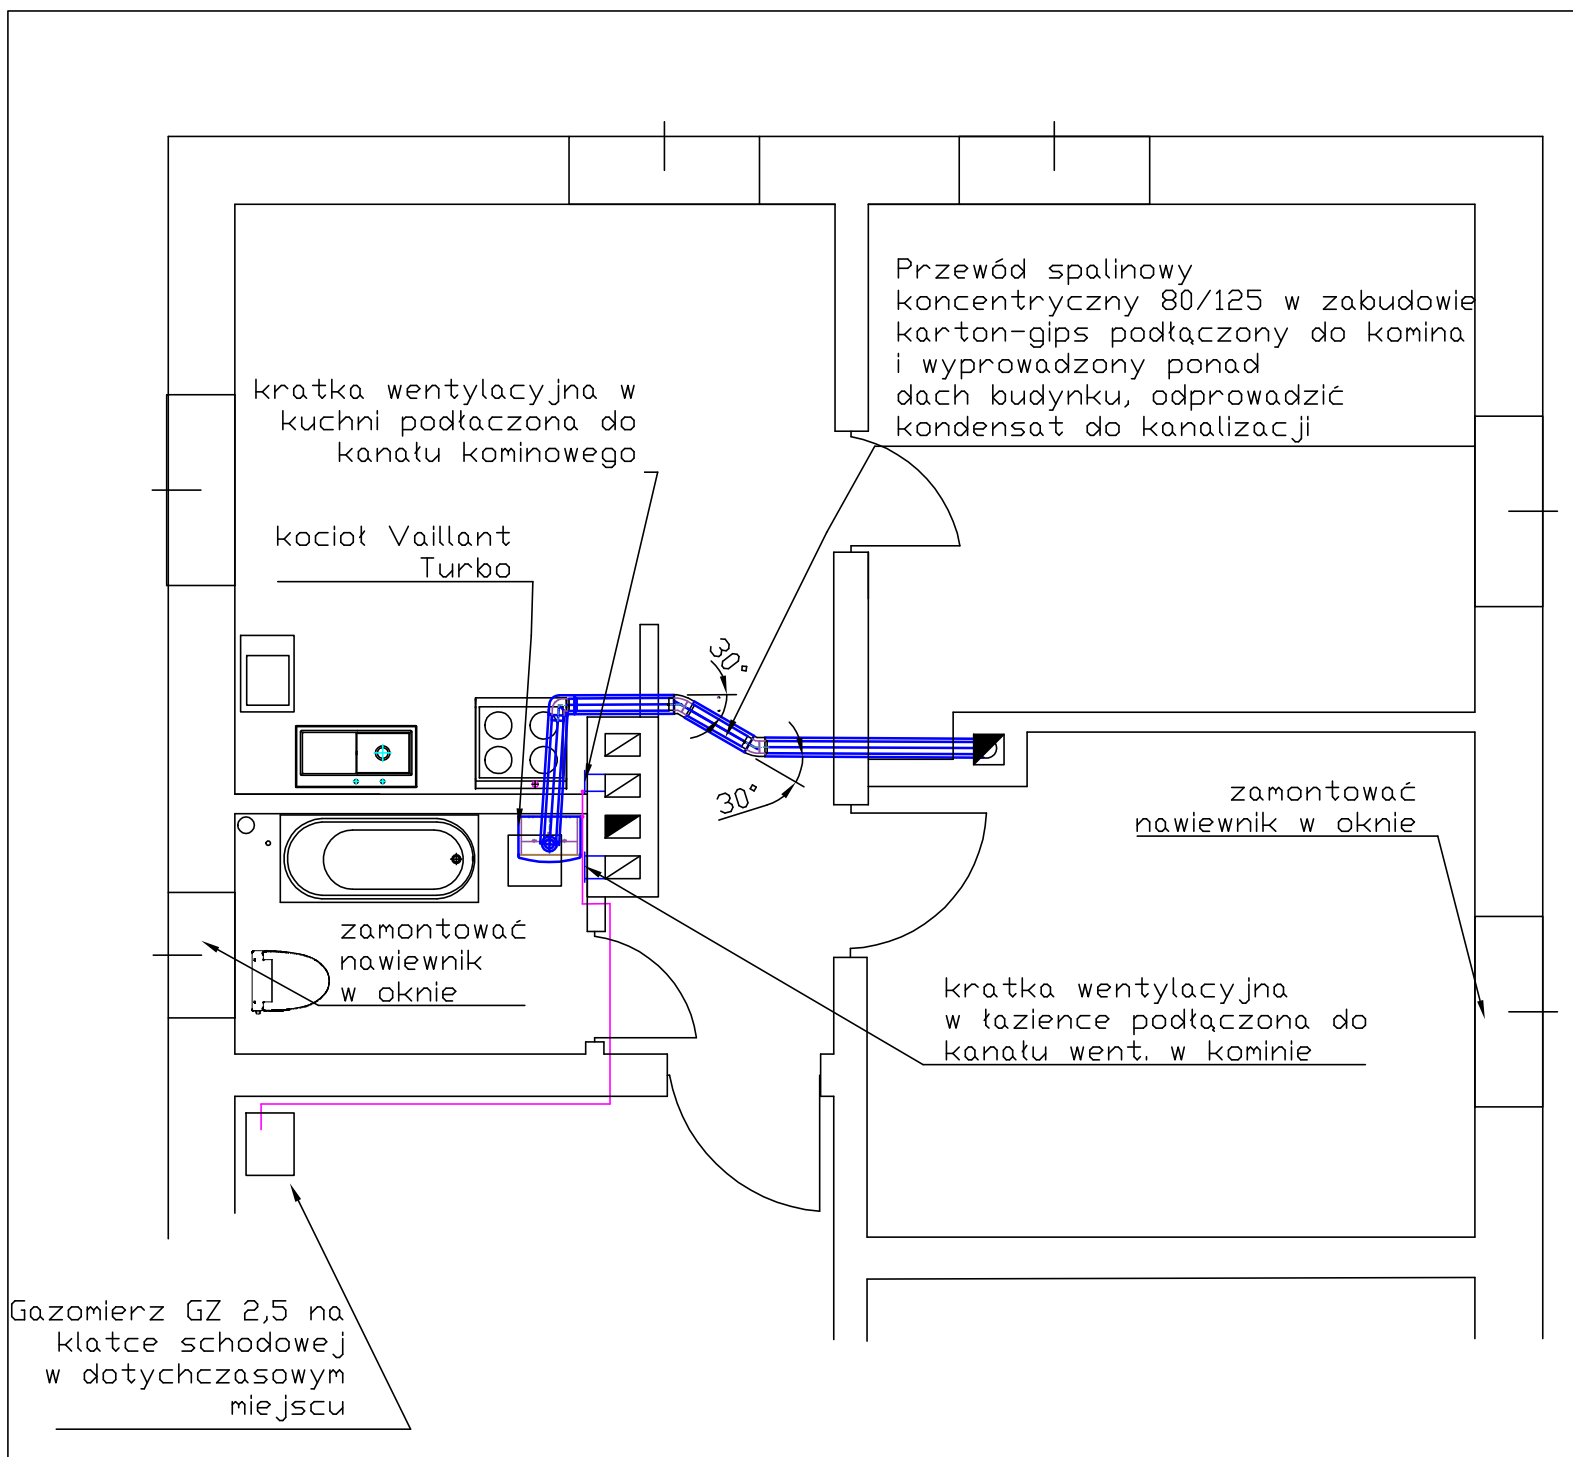 Przewód spalinowy
koncentryczny 80/125 w zabudowie
karton-gips podłączony do komina
i wyprowadzony ponad
dach budynku, odprowadzić
kondensat do kanalizacji
kratka wentylacyjna w
kuchni podłaczona do
kanału kominowego
kocioł Vaillant
Turbo
30°
30°
zamontować
nawiewnik w oknie
zamontować
nawiewnik
w oknie
kratka wentylacyjna
w łazience podłączona do
kanału went. w kominie
Gazomierz GZ 2,5 na
klatce schodowej
w dotychczasowym
miejscu